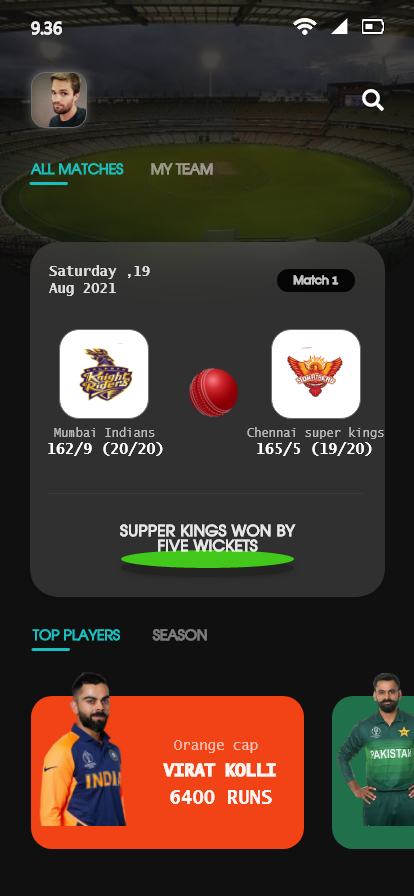 9.36
ALL MATCHES MY TEAM
Saturday ,19
Aug 2021
Match 1
Knight
Riders
SUNRISERS
Mumbai Indians
162/9 (20/20)
Chennai super kings
165/5 (19/20)
SUPPER KINGS WON BY
FIVE WICKETS
TOP PLAYERS SEASON
INDI
Orange cap
VIRAT KOLLI
6400 RUNS
PAKISTAN